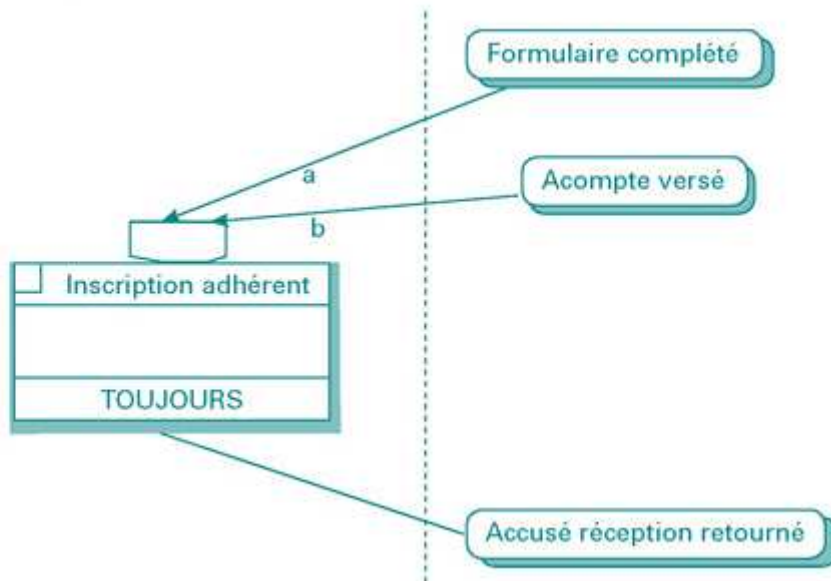 Formulaire complété
a
Acompte versé
b
Inscription adhérent
TOUJOURS
Accusé réception retourné